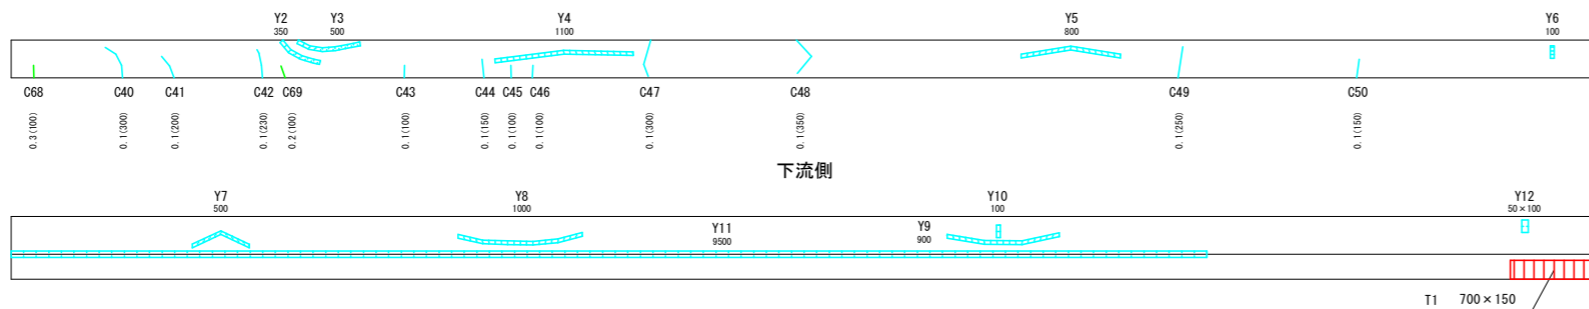 Y2 Y3 Y4 Y5 Y6
350 500 1100 800 100
C68 C40 C41 C42 C69 C43 C44 C45 C46 C47 C48 C49 C50
0.3(100) 0.1(300) 0.1(200) 0.1(230) 0.2(100) 0.1(100) 0.1(150) 0.1(100) 0.1(100) 0.1(300) 0.1(350) 0.1(250) 0.1(150)
下流側
Y7 Y8 Y10 Y12
500 1000 100 50×100
Y11 Y9
9500 900
T1 700×150